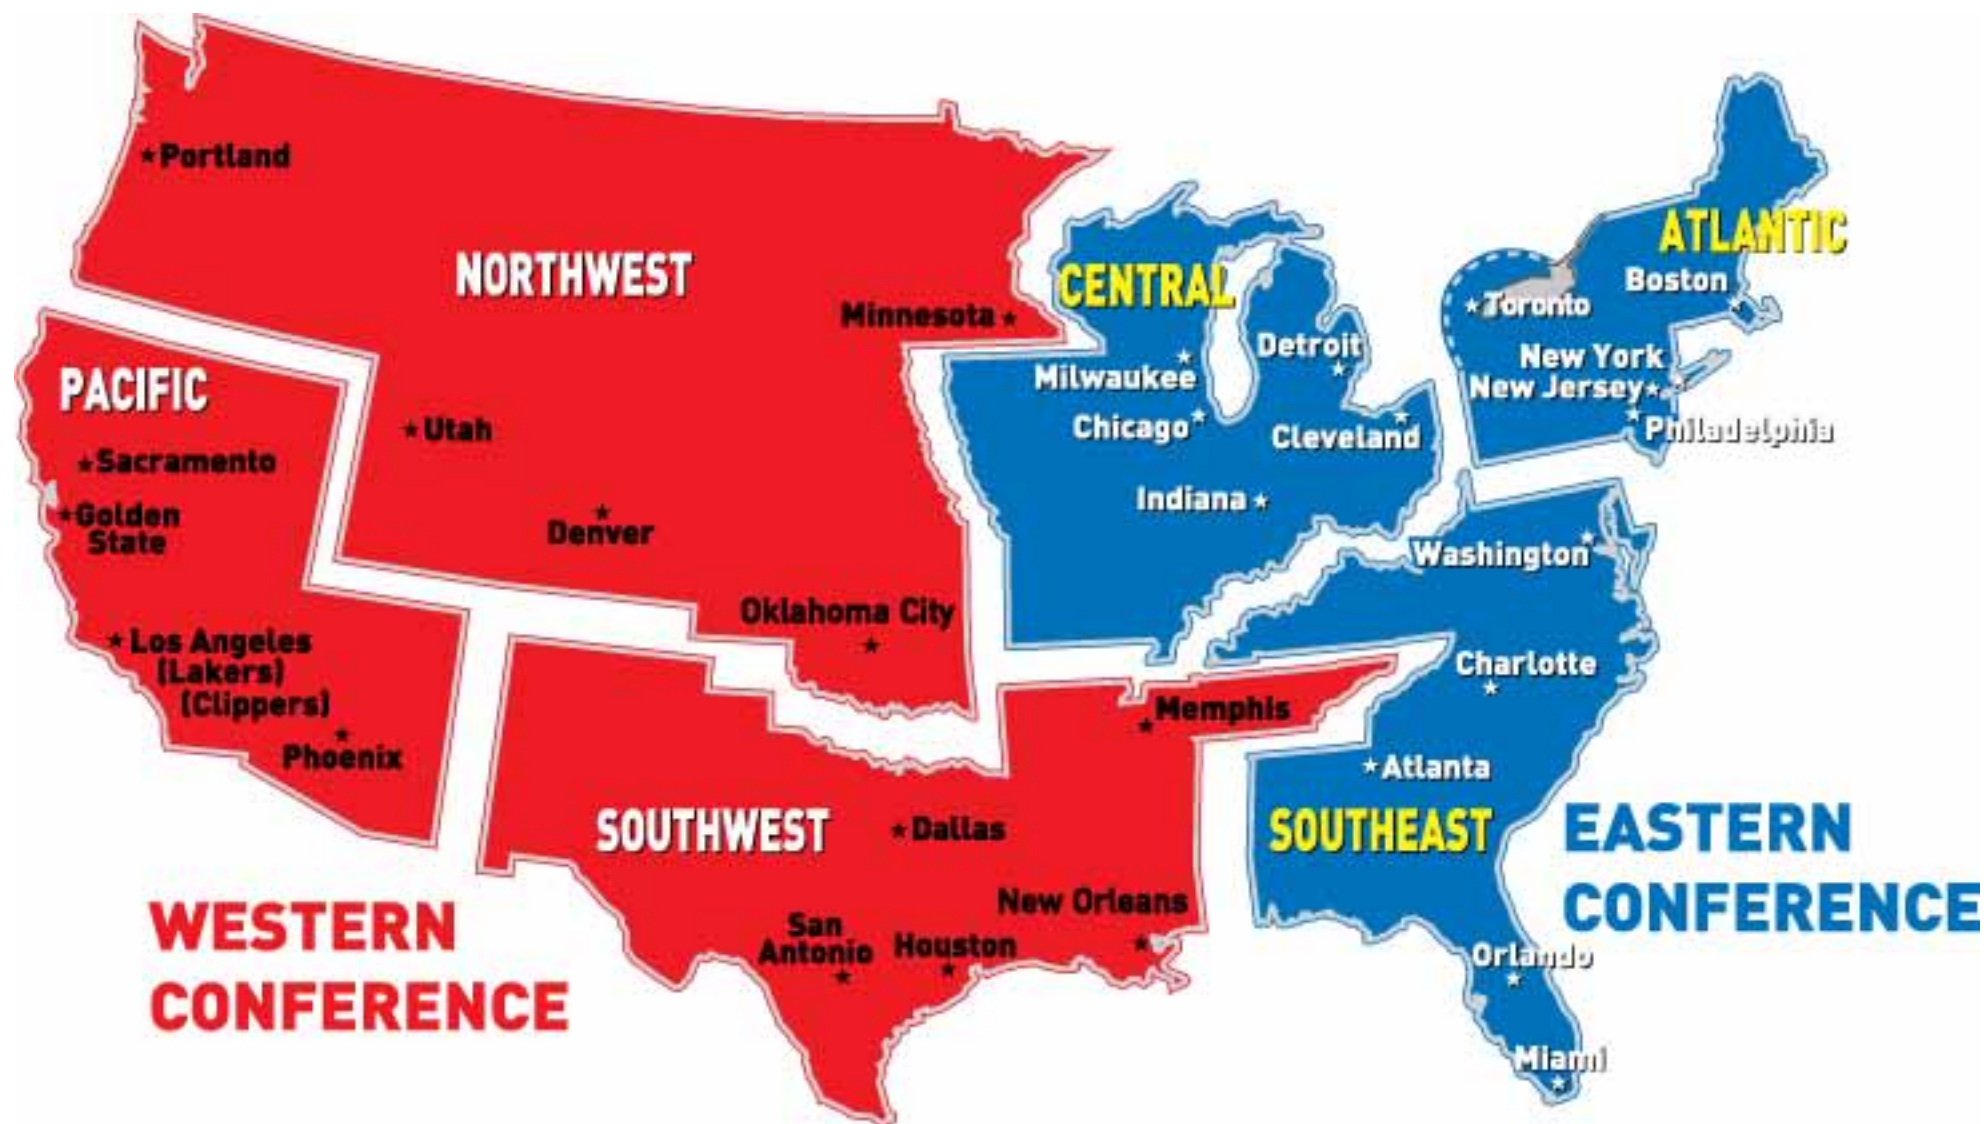 Portland
NORTHWEST
Minnesota
Utah
Denver
Oklahoma City
PACIFIC
Sacramento
Golden
State
Los Angeles
(Lakers)
(Clippers)
Phoenix
SOUTHWEST
Memphis
Dallas
New Orleans
San
Antonio
Houston
WESTERN
CONFERENCE
CENTRAL
Detroit
Milwaukee
Chicago
Cleveland
Indiana
ATLANTIC
Boston
Toronto
New York
New Jersey
Philadelphia
Washington
Charlotte
Atlanta
SOUTHEAST
Orlando
Miami
EASTERN
CONFERENCE